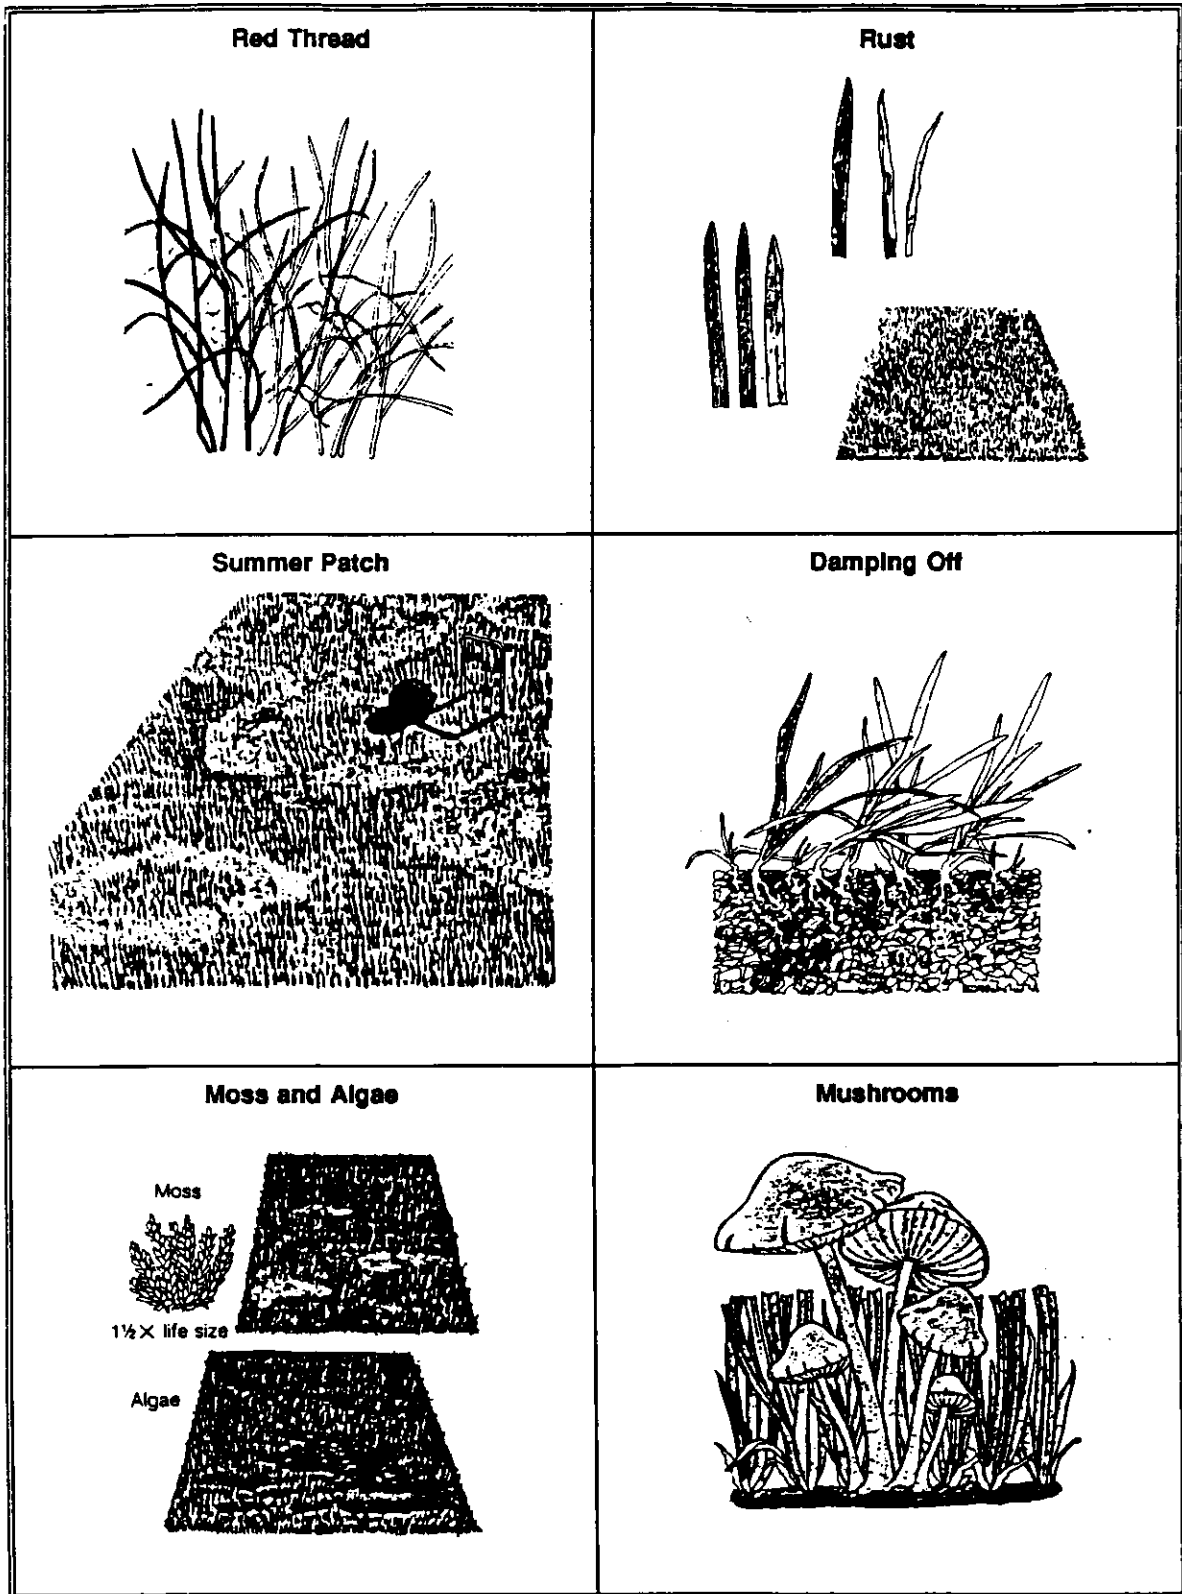 Red Thread
Rust
Summer Patch
Damping Off
Moss and Algae
Moss
1½× life size
Algae
Mushrooms